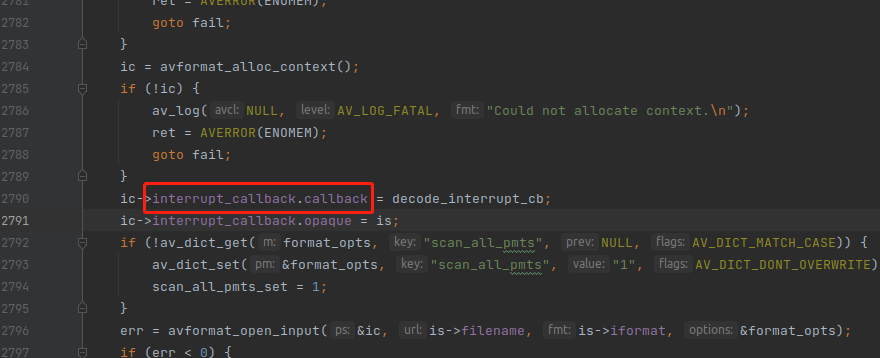 2781 ret = AVERROR(ENOMEM);
2782 goto fail;
2783 }
2784 ic = avformat_alloc_context();
2785 if (!ic) {
2786 av_log( avcl: NULL, level: AV_LOG_FATAL, fmt: "Could not allocate context.\n");
2787 ret = AVERROR(ENOMEM);
2788 goto fail;
2789 }
2790 ic->interrupt_callback.callback = decode_interrupt_cb;
2791 ic->interrupt_callback.opaque = is;
2792 if (!av_dict_get( m: format_opts, key: "scan_all_pmts", prev: NULL, flags: AV_DICT_MATCH_CASE)) {
2793 av_dict_set( pm: &format_opts, key: "scan_all_pmts", value: "1", flags: AV_DICT_DONT_OVERWRITE)
2794 scan_all_pmts_set = 1;
2795 }
2796 err = avformat_open_input( ps: &ic, url: is->filename, fmt: is->iformat, options: &format_opts);
2797 if (err < 0) {